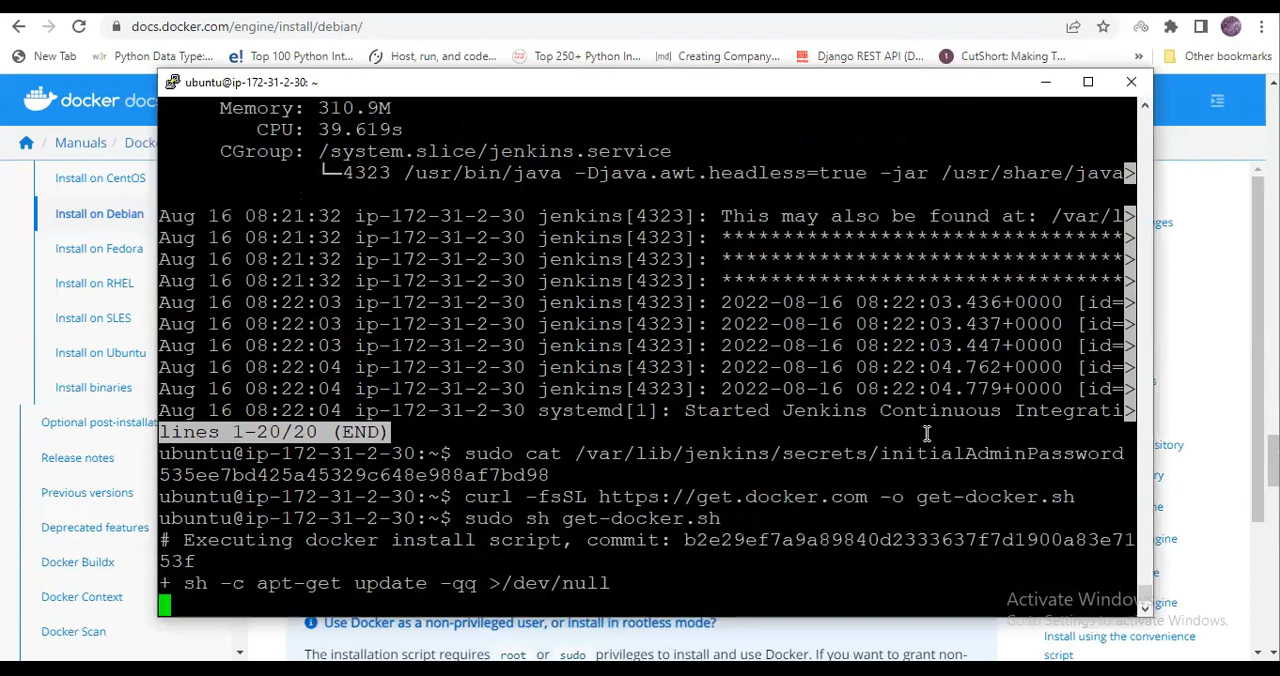 docs.docker.com/engine/install/debian/
New Tab
Python Data Type:...
Top 100 Python Int...
Host, run, and code...
Top 250+ Python In...
Creating Company...
Django REST API (D...
CutShort: Making T...
»
Other bookmarks
docker doc
ubuntu@ip-172-31-2-30: ~
Manuals / Dock
Install on CentOS
Install on Debian
Install on Fedora
Install on RHEL
Install on SLES
Install on Ubuntu
Install binaries
Optional post-installat
Release notes
Previous versions
Deprecated features
Docker Buildx
Docker Context
Docker Scan
Memory: 310.9M
CPU: 39.619s
CGroup: /system.slice/jenkins.service
└─4323 /usr/bin/java -Djava.awt.headless=true -jar /usr/share/java>
Aug 16 08:21:32 ip-172-31-2-30 jenkins[4323]: This may also be found at: /var/l>
Aug 16 08:21:32 ip-172-31-2-30 jenkins[4323]: *********************************>
Aug 16 08:21:32 ip-172-31-2-30 jenkins[4323]: *********************************>
Aug 16 08:21:32 ip-172-31-2-30 jenkins[4323]: *********************************>
Aug 16 08:22:03 ip-172-31-2-30 jenkins[4323]: 2022-08-16 08:22:03.436+0000 [id=>
Aug 16 08:22:03 ip-172-31-2-30 jenkins[4323]: 2022-08-16 08:22:03.437+0000 [id=>
Aug 16 08:22:03 ip-172-31-2-30 jenkins[4323]: 2022-08-16 08:22:03.447+0000 [id=>
Aug 16 08:22:04 ip-172-31-2-30 jenkins[4323]: 2022-08-16 08:22:04.762+0000 [id=>
Aug 16 08:22:04 ip-172-31-2-30 jenkins[4323]: 2022-08-16 08:22:04.779+0000 [id=>
Aug 16 08:22:04 ip-172-31-2-30 systemd[1]: Started Jenkins Continuous Integrati>
lines 1-20/20 (END)
ubuntu@ip-172-31-2-30:~$ sudo cat /var/lib/jenkins/secrets/initialAdminPassword
535ee7bd425a45329c648e988af7bd98
ubuntu@ip-172-31-2-30:~$ curl -fsSL https://get.docker.com -o get-docker.sh
ubuntu@ip-172-31-2-30:~$ sudo sh get-docker.sh
# Executing docker install script, commit: b2e29ef7a9a89840d2333637f7d1900a83e71
53f
+ sh -c apt-get update -qq >/dev/null
Activate Windows
Go to Settings to activate Windows.
Use Docker as a non-privileged user, or install in rootless mode?
The installation script requires root or sudo privileges to install and use Docker. If you want to grant non-
Install using the convenience
script